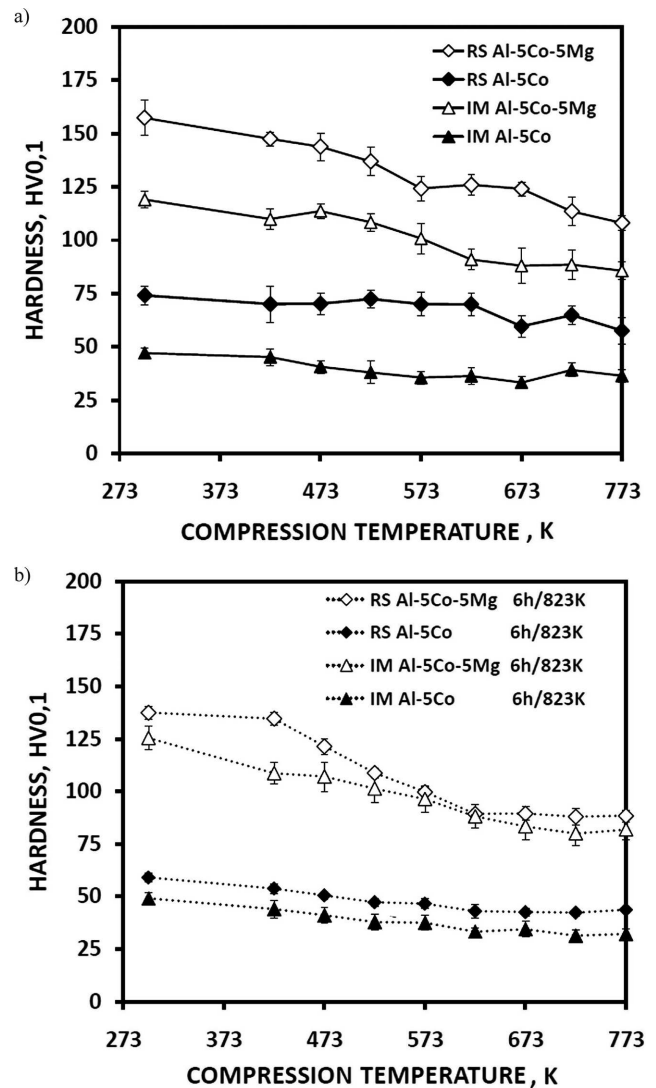 a)
200
175
150
125
100
75
50
25
0
HARDNESS, HV0,1
RS Al-5Co-5Mg
RS Al-5Co
IM Al-5Co-5Mg
IM Al-5Co
273 373 473 573 673 773
COMPRESSION TEMPERATURE , K
b)
200
175
150
125
100
75
50
25
0
HARDNESS, HV0,1
RS Al-5Co-5Mg 6h/823K
RS Al-5Co 6h/823K
IM Al-5Co-5Mg 6h/823K
IM Al-5Co 6h/823K
273 373 473 573 673 773
COMPRESSION TEMPERATURE , K